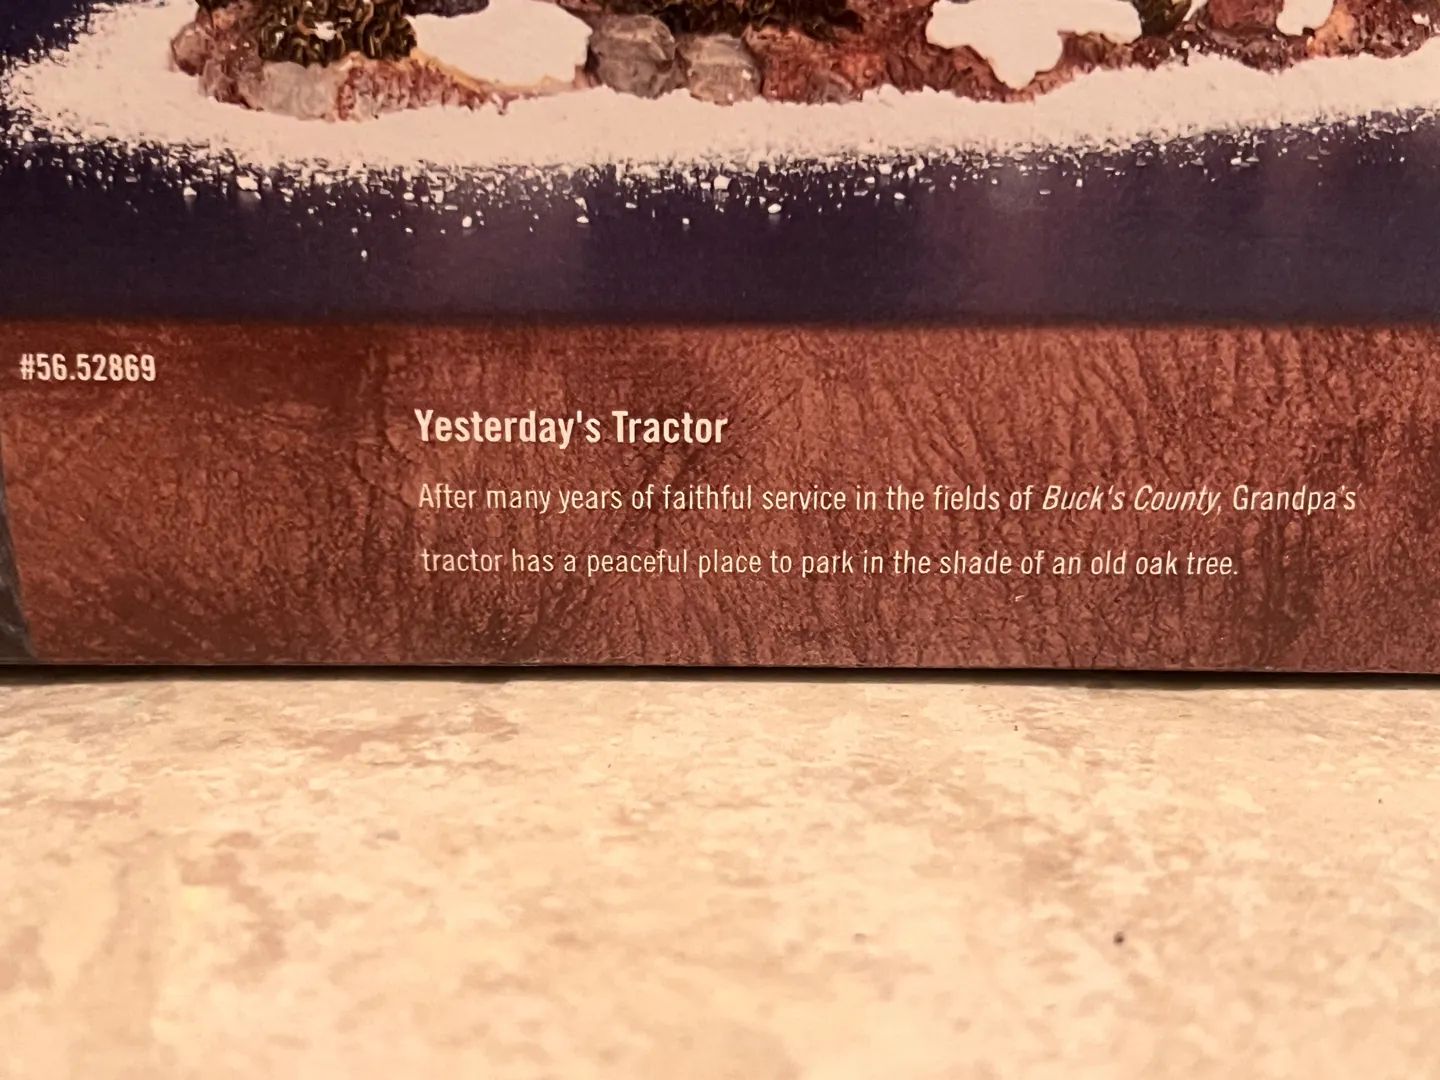 #56.52869
Yesterday's Tractor
After many years of faithful service in the fields of Buck's County, Grandpa's
tractor has a peaceful place to park in the shade of an old oak tree.